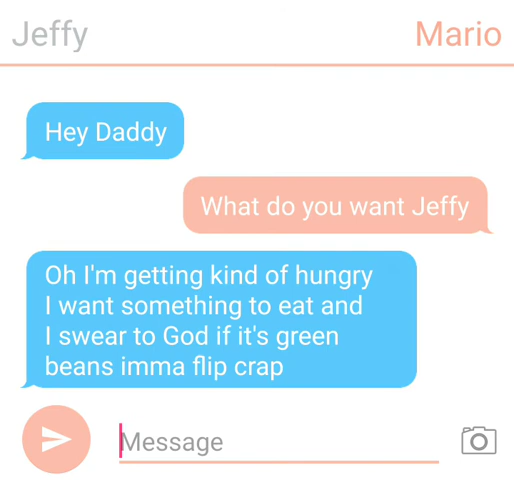 Jeffy Mario
Hey Daddy
What do you want Jeffy
Oh I'm getting kind of hungry
I want something to eat and
I swear to God if it's green
beans imma flip crap
Message